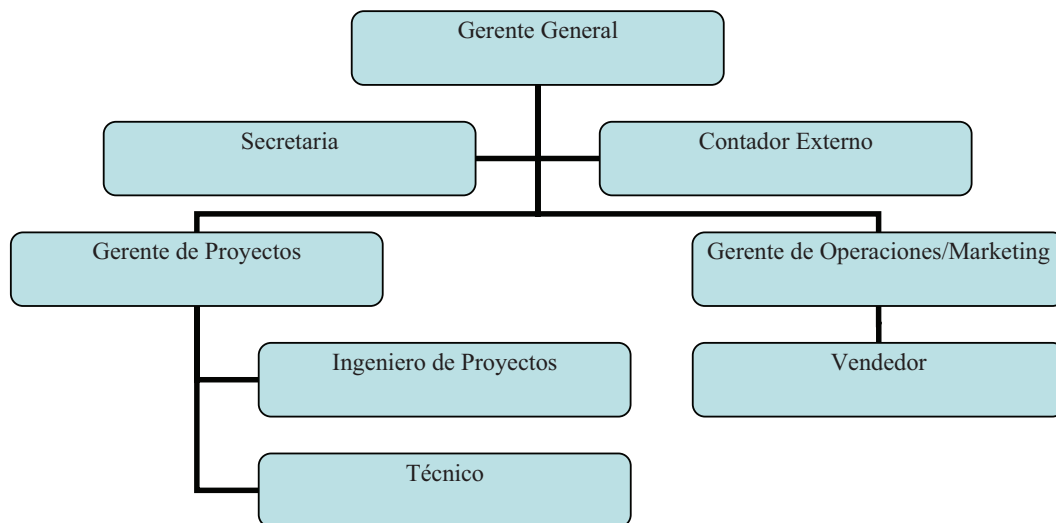 Gerente General
Secretaria
Contador Externo
Gerente de Proyectos
Gerente de Operaciones/Marketing
Ingeniero de Proyectos
Vendedor
Técnico